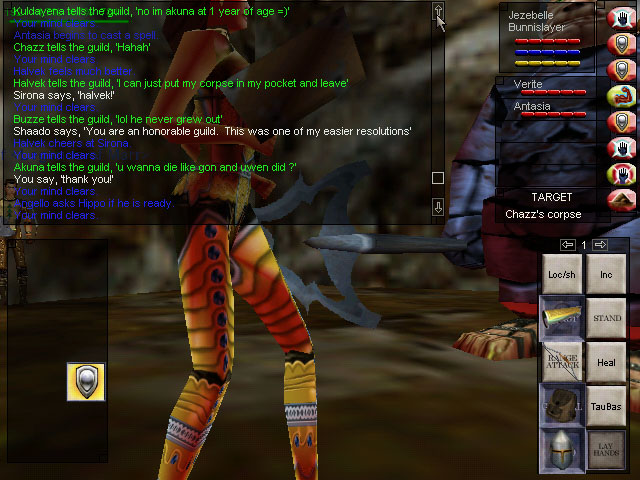 Kuldayena tells the guild, 'no im akuna at 1 year of age =)'
Your mind clears.
Antasia begins to cast a spell.
Chazz tells the guild, 'Hahah'
Your mind clears.
Halvek feels much better.
Halvek tells the guild, 'I can just put my corpse in my pocket and leave'
Sirona says, 'halvek!'
Your mind clears.
Buzze tells the guild, 'lol he never grew out'
Shaado says, 'You are an honorable guild. This was one of my easier resolutions'
Halvek cheers at Sirona.
Your mind clears.
Akuna tells the guild, 'u wanna die like gon and uwen did ?'
You say, 'thank you!'
Your mind clears.
Angello asks Hippo if he is ready.
Your mind clears.
Jezebelle
Bunnislayer
Verite
Antasia
TARGET
Chazz's corpse
1
Loc/sh
Inc
STAND
RANGE
ATTACK
Heal
TauBas
LAY
HANDS